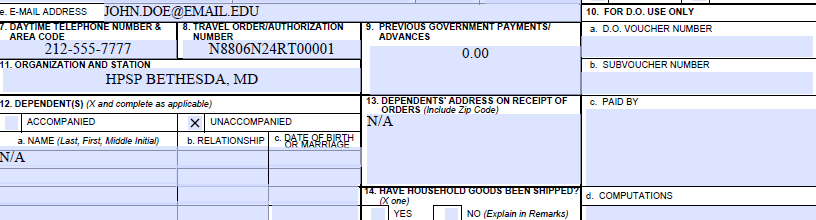 e. E-MAIL ADDRESS JOHN.DOE@EMAIL.EDU
7. DAYTIME TELEPHONE NUMBER & AREA CODE
212-555-7777
8. TRAVEL ORDER/AUTHORIZATION NUMBER
N8806N24RT00001
9. PREVIOUS GOVERNMENT PAYMENTS/ADVANCES
0.00
10. FOR D.O. USE ONLY
a. D.O. VOUCHER NUMBER
b. SUBVOUCHER NUMBER
c. PAID BY
11. ORGANIZATION AND STATION
HPSP BETHESDA, MD
12. DEPENDENT(S) (X and complete as applicable)
ACCOMPANIED
X UNACCOMPANIED
a. NAME (Last, First, Middle Initial)
b. RELATIONSHIP
c. DATE OF BIRTH OR MARRIAGE
N/A
13. DEPENDENTS' ADDRESS ON RECEIPT OF ORDERS (Include Zip Code)
N/A
14. HAVE HOUSEHOLD GOODS BEEN SHIPPED?
(X one)
YES
NO (Explain in Remarks)
d. COMPUTATIONS